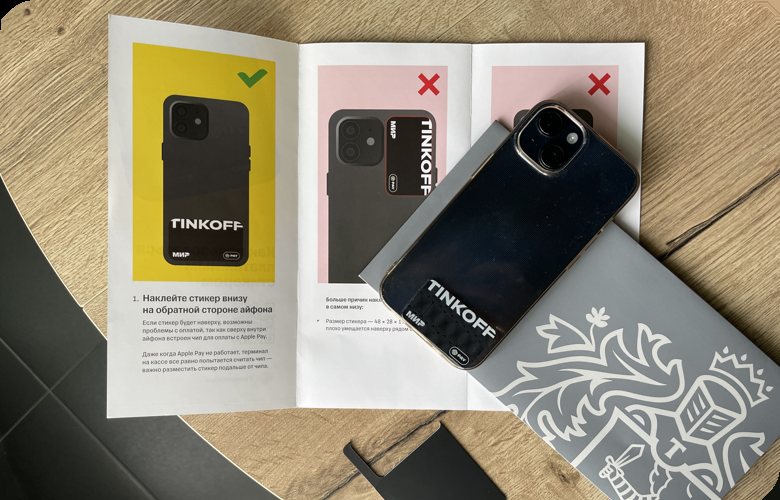 TINKOFF
МИР
PAY
1. Наклейте стикер внизу
на обратной стороне айфона
Если стикер будет наверху, возможны
проблемы с оплатой, так как сверху внутри
айфона встроен чип для оплаты с Apple Pay.
Даже когда Apple Pay не работает, терминал
на кассе все равно попытается считать чип —
важно разместить стикер подальше от чипа.
TINKOFF
МИР
PAY
Больше причин
в самом низу:
• Размер стикера — 48 × 28 ×
плохо умещается наверху рядом
TINKOFF
МИР
PAY
T